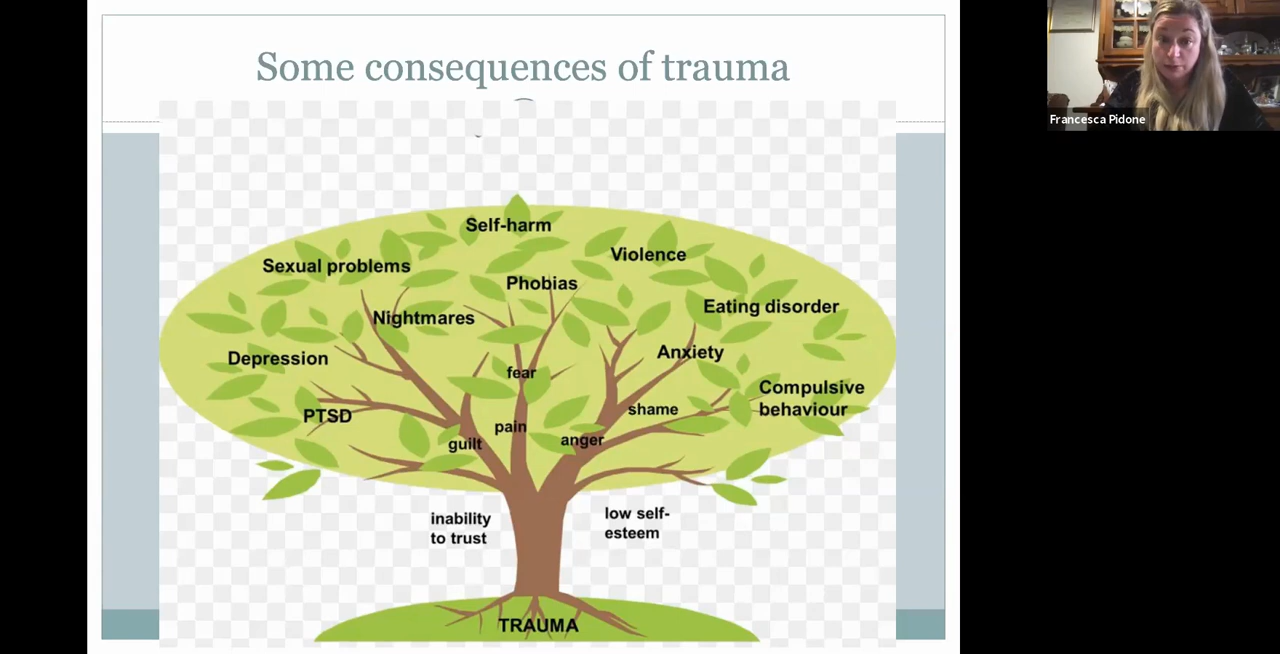 Some consequences of trauma
Francesca Pidone
Self-harm
Violence
Sexual problems
Phobias
Eating disorder
Nightmares
Anxiety
Depression
fear
Compulsive
behaviour
PTSD
shame
pain
guilt
anger
inability
to trust
low self-
esteem
TRAUMA